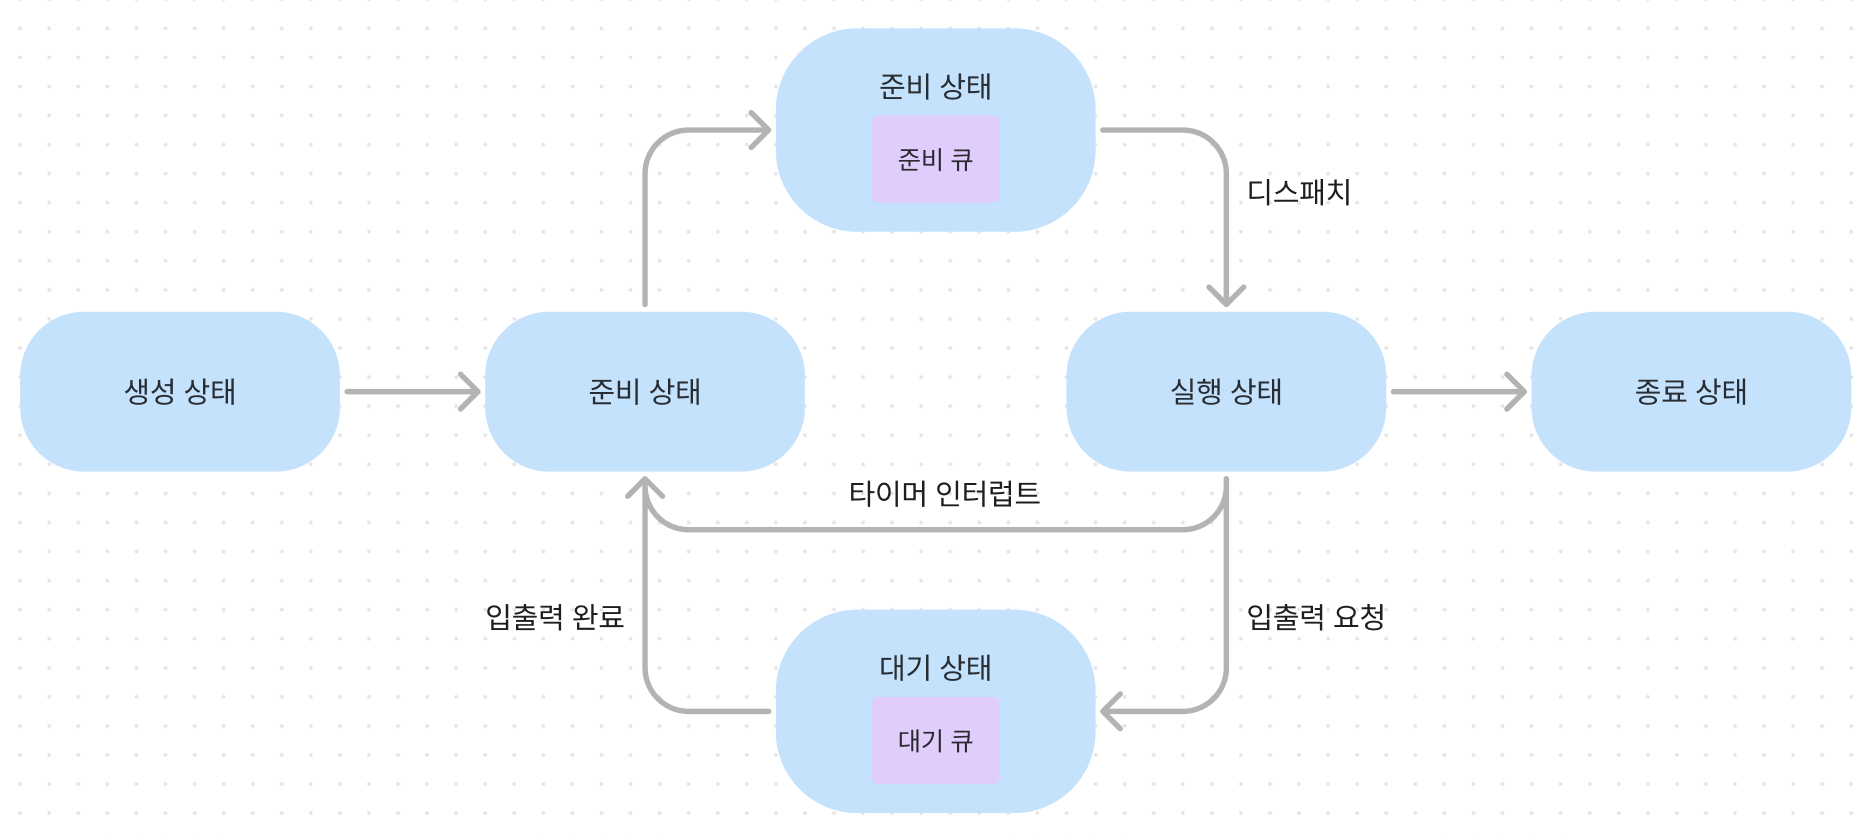 준비 상태
준비 큐
디스패치
생성 상태
준비 상태
실행 상태
종료 상태
타이머 인터럽트
입출력 완료
입출력 요청
대기 상태
대기 큐